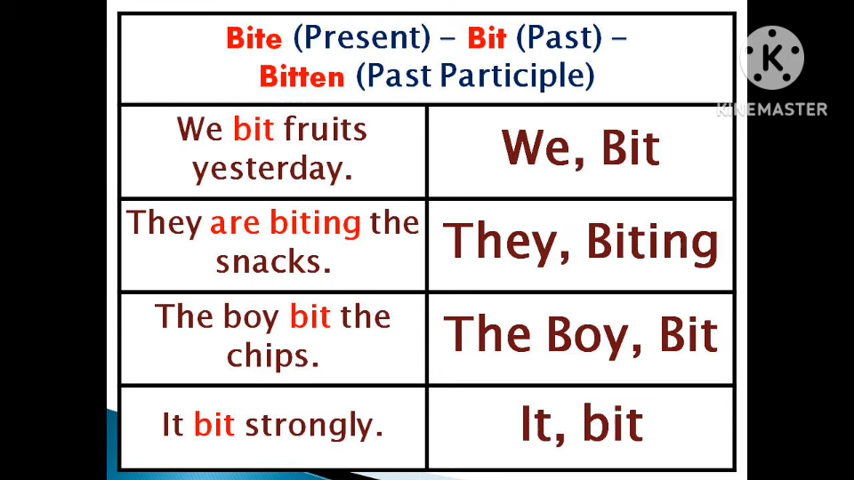 Bite (Present) – Bit (Past) –
Bitten (Past Participle)
KINEMASTER
We bit fruits
yesterday.
We, Bit
They are biting the
snacks.
They, Biting
The boy bit the
chips.
The Boy, Bit
It bit strongly.
It, bit